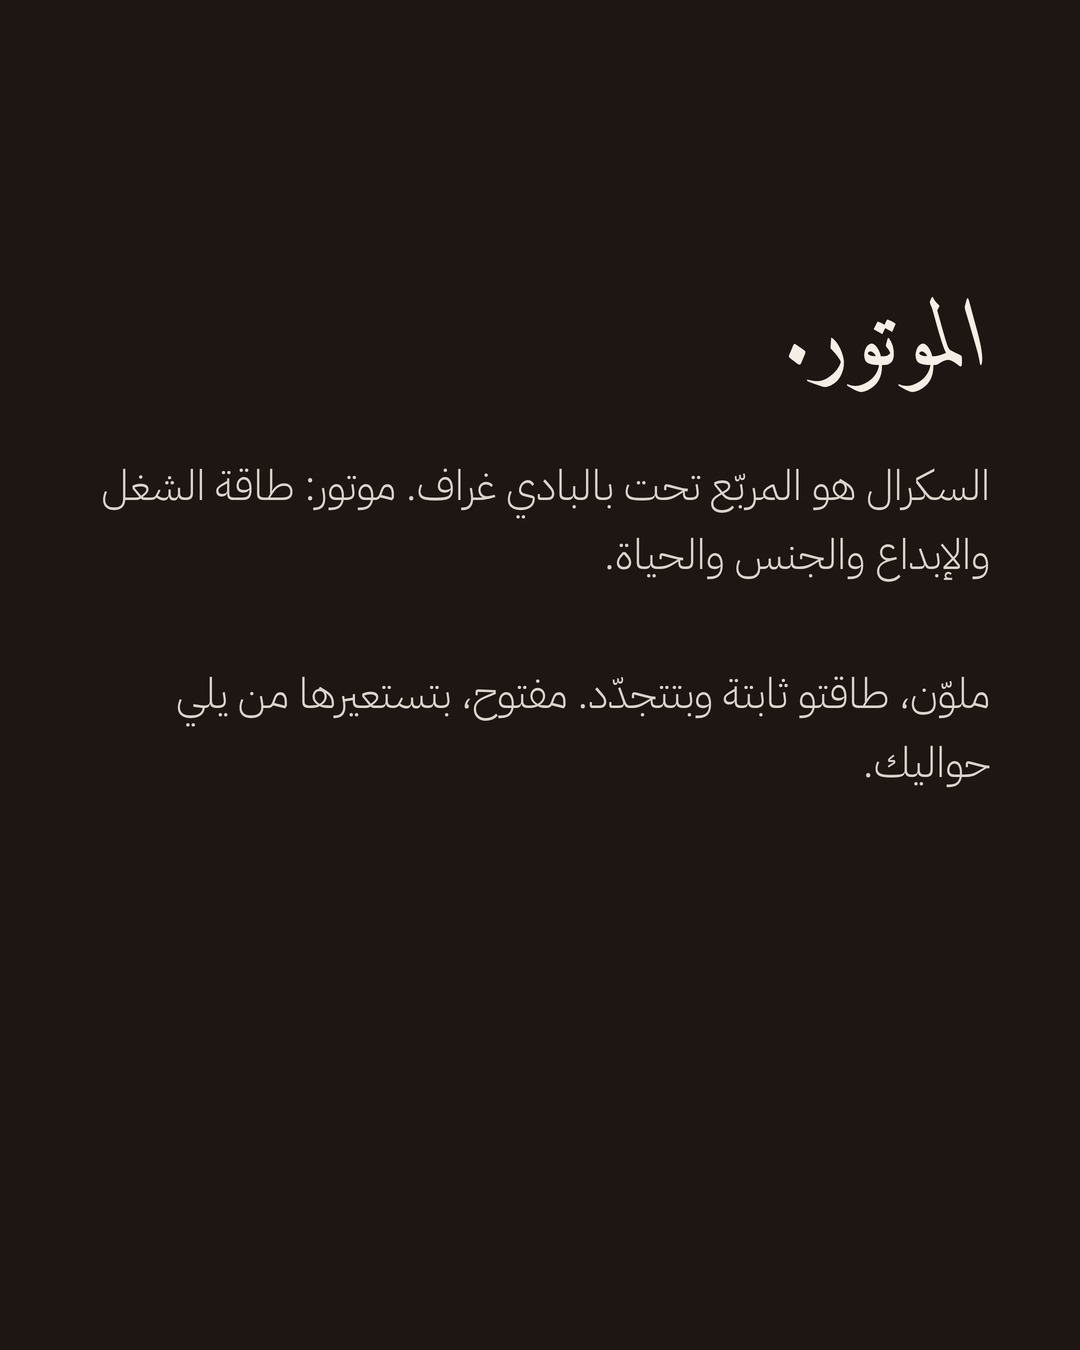 الموتور.
السكرال هو المربّع تحت بالبادي غراف. موتور: طاقة الشغل
والإبداع والجنس والحياة.
ملوّن، طاقتو ثابتة وبتتجدّد. مفتوح، بتستعيرها من يلي
حواليك.